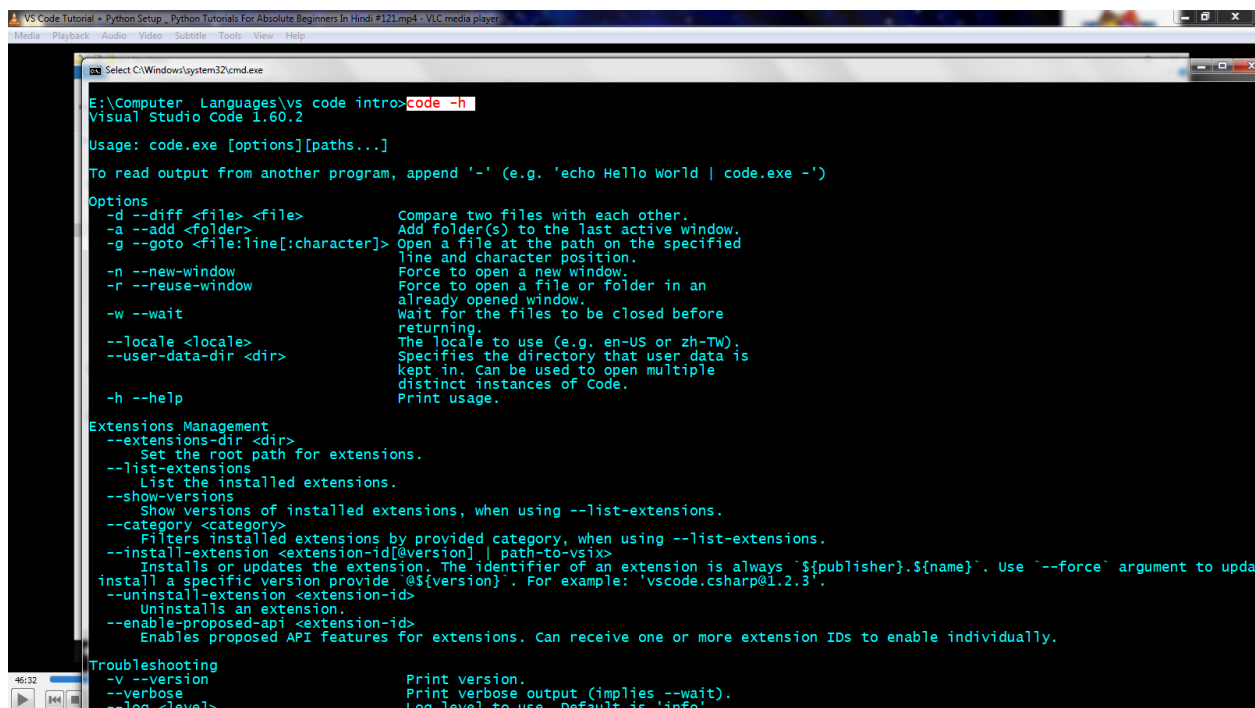 VS Code Tutorial + Python Setup _ Python Tutorials For Absolute Beginners In Hindi #121.mp4 - VLC media player
Media Playback Audio Video Subtitle Tools View Help
Select C:\Windows\system32\cmd.exe
E:\Computer  Languages\vs code intro>code -h
Visual Studio Code 1.60.2
Usage: code.exe [options][paths...]
To read output from another program, append '-' (e.g. 'echo Hello World | code.exe -')
Options
-d --diff <file> <file> Compare two files with each other.
-a --add <folder> Add folder(s) to the last active window.
-g --goto <file:line[:character]> Open a file at the path on the specified
line and character position.
-n --new-window Force to open a new window.
-r --reuse-window Force to open a file or folder in an
already opened window.
-w --wait Wait for the files to be closed before
returning.
--locale <locale> The locale to use (e.g. en-US or zh-TW).
--user-data-dir <dir> Specifies the directory that user data is
kept in. Can be used to open multiple
distinct instances of Code.
-h --help Print usage.
Extensions Management
--extensions-dir <dir>
Set the root path for extensions.
--list-extensions
List the installed extensions.
--show-versions
Show versions of installed extensions, when using --list-extensions.
--category <category>
Filters installed extensions by provided category, when using --list-extensions.
--install-extension <extension-id[@version] | path-to-vsix>
Installs or updates the extension. The identifier of an extension is always `${publisher}.${name}`. Use `--force` argument to upda
install a specific version provide `@${version}`. For example: 'vscode.csharp@1.2.3'.
--uninstall-extension <extension-id>
Uninstalls an extension.
--enable-proposed-api <extension-id>
Enables proposed API features for extensions. Can receive one or more extension IDs to enable individually.
Troubleshooting
-v --version Print version.
--verbose Print verbose output (implies --wait).
--log <level> Log level to use. Default is 'info'
46:32